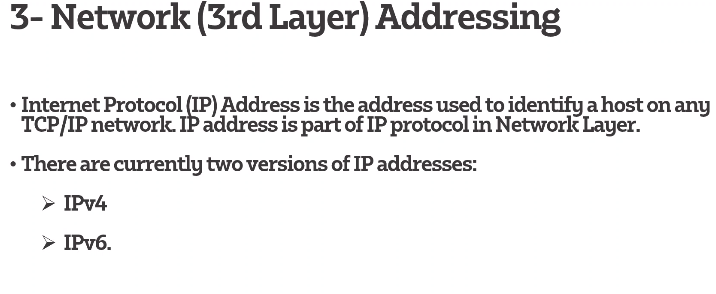 3- Network (3rd Layer) Addressing
• Internet Protocol (IP) Address is the address used to identify a host on any
TCP/IP network. IP address is part of IP protocol in Network Layer.
• There are currently two versions of IP addresses:
➢ IPv4
➢ IPv6.